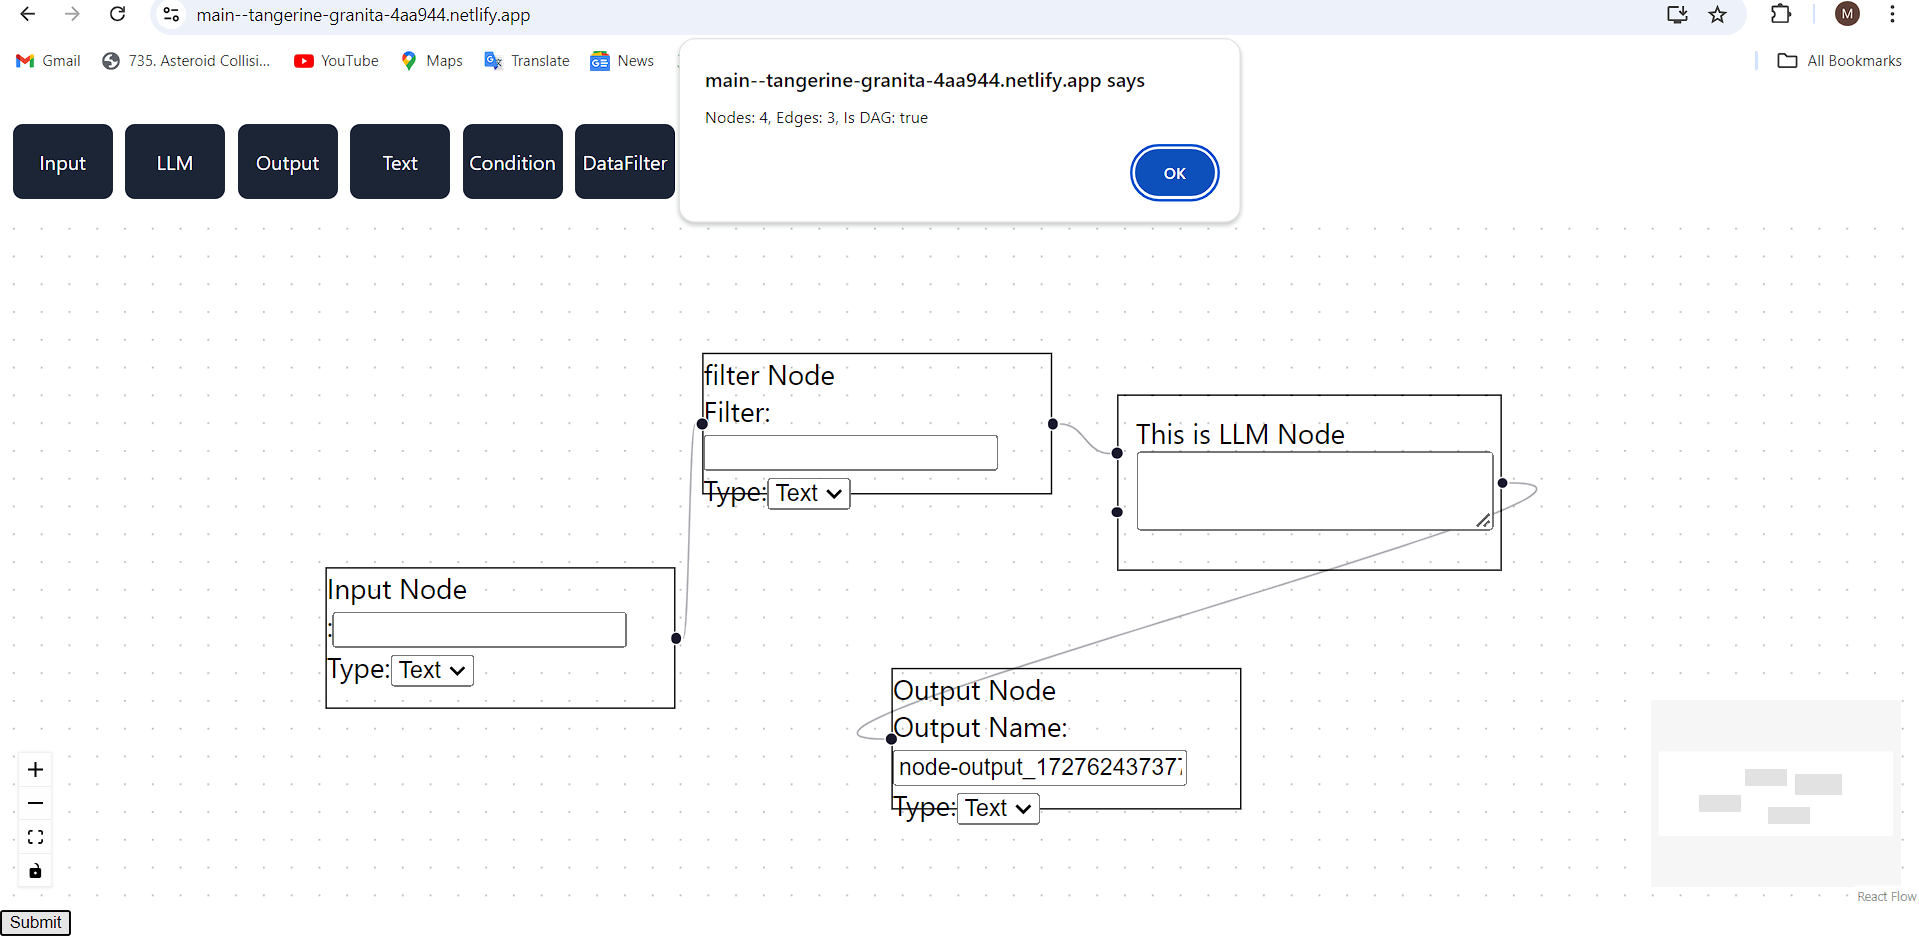 main--tangerine-granita-4aa944.netlify.app
M
Gmail
735. Asteroid Collisi...
YouTube
Maps
Translate
News
All Bookmarks
main--tangerine-granita-4aa944.netlify.app says
Nodes: 4, Edges: 3, Is DAG: true
OK
Input
LLM
Output
Text
Condition
DataFilter
filter Node
Filter:
Type: Text
This is LLM Node
Input Node
:
Type: Text
Output Node
Output Name:
node-output_172762437377
Type: Text
React Flow
Submit